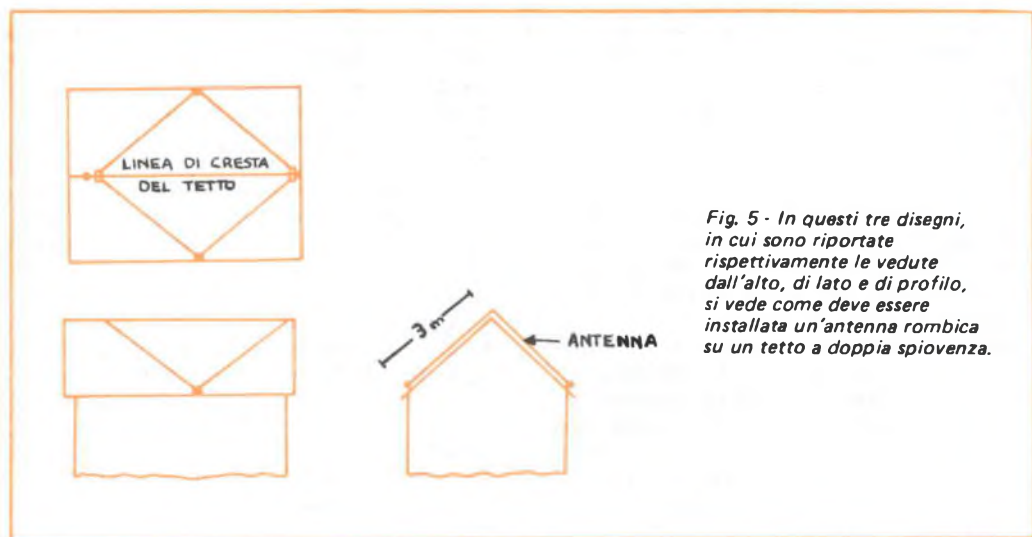 LINEA DI CRESTA
DEL TETTO
3 m
ANTENNA
Fig. 5 - In questi tre disegni,
in cui sono riportate
rispettivamente le vedute
dall'alto, di lato e di profilo,
si vede come deve essere
installata un'antenna rombica
su un tetto a doppia spiovenza.